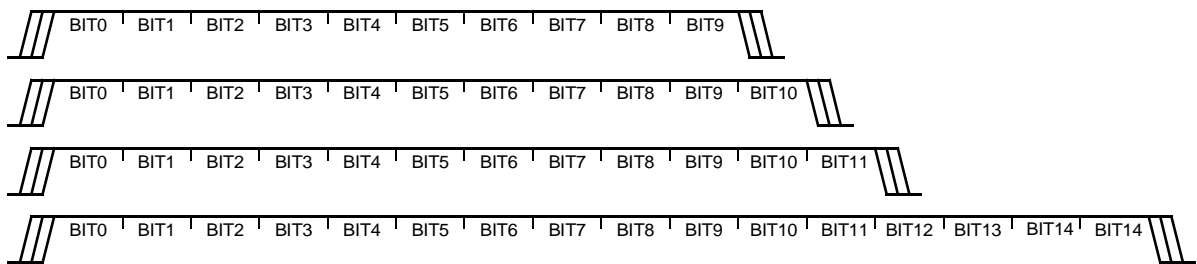 BIT0 BIT1 BIT2 BIT3 BIT4 BIT5 BIT6 BIT7 BIT8 BIT9
BIT0 BIT1 BIT2 BIT3 BIT4 BIT5 BIT6 BIT7 BIT8 BIT9 BIT10
BIT0 BIT1 BIT2 BIT3 BIT4 BIT5 BIT6 BIT7 BIT8 BIT9 BIT10 BIT11
BIT0 BIT1 BIT2 BIT3 BIT4 BIT5 BIT6 BIT7 BIT8 BIT9 BIT10 BIT11 BIT12 BIT13 BIT14 BIT14